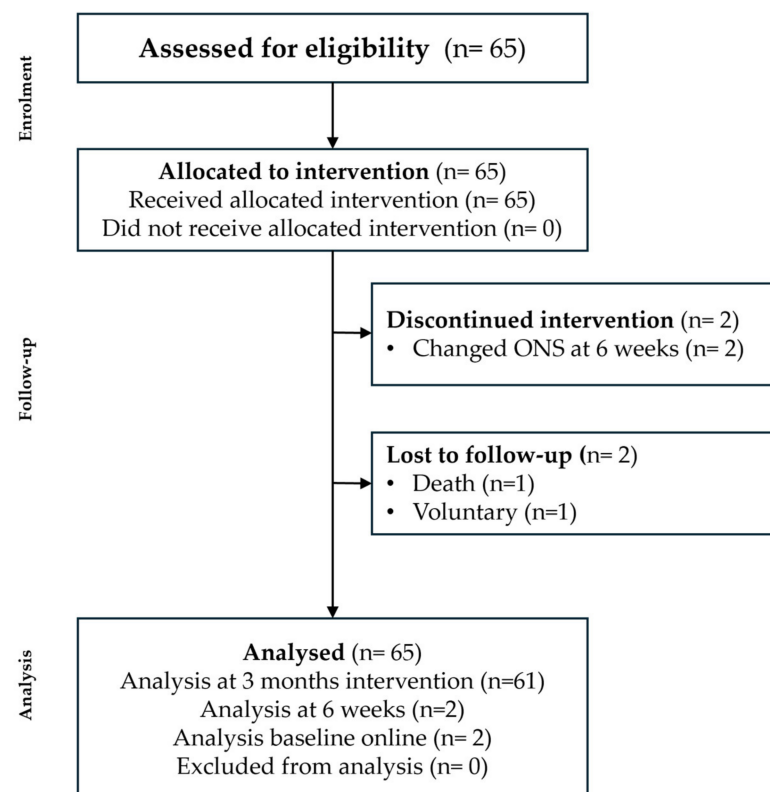 Enrolment
Assessed for eligibility (n= 65)
Allocated to intervention (n= 65)
Received allocated intervention (n= 65)
Did not receive allocated intervention (n= 0)
Follow-up
Discontinued intervention (n= 2)
• Changed ONS at 6 weeks (n= 2)
Lost to follow-up (n= 2)
• Death (n=1)
• Voluntary (n=1)
Analysis
Analysed (n= 65)
Analysis at 3 months intervention (n=61)
Analysis at 6 weeks (n=2)
Analysis baseline online (n= 2)
Excluded from analysis (n= 0)